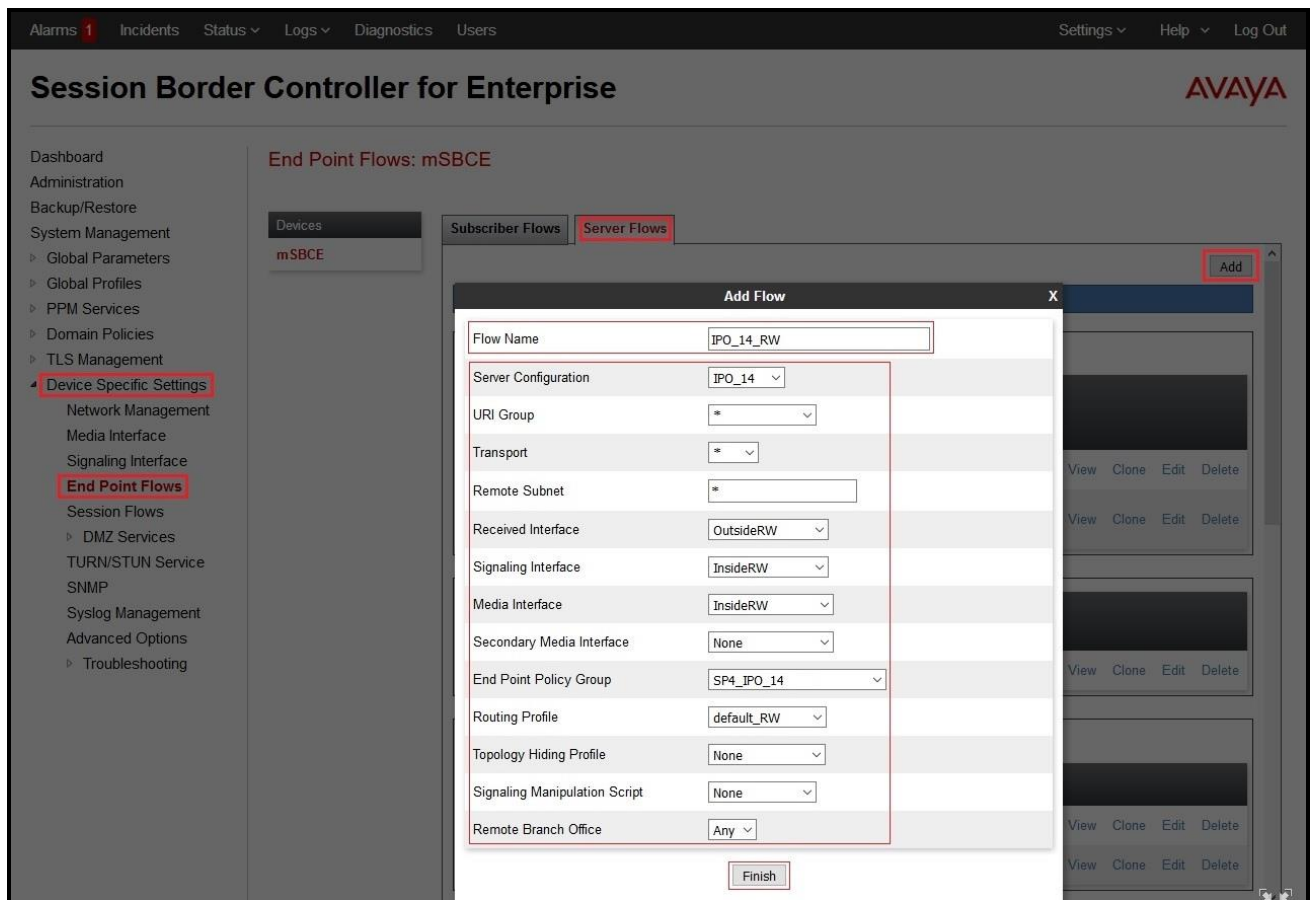 Alarms 1 Incidents Status Logs Diagnostics Users Settings Help Log Out
Session Border Controller for Enterprise
AVAYA
Dashboard
Administration
Backup/Restore
System Management
Global Parameters
Global Profiles
PPM Services
Domain Policies
TLS Management
Device Specific Settings
Network Management
Media Interface
Signaling Interface
End Point Flows
Session Flows
DMZ Services
TURN/STUN Service
SNMP
Syslog Management
Advanced Options
Troubleshooting
End Point Flows: mSBCE
Devices
mSBCE
Subscriber Flows Server Flows
Add
Add Flow X
Flow Name IPO_14_RW
Server Configuration IPO_14
URI Group *
Transport *
Remote Subnet *
Received Interface OutsideRW
Signaling Interface InsideRW
Media Interface InsideRW
Secondary Media Interface None
End Point Policy Group SP4_IPO_14
Routing Profile default_RW
Topology Hiding Profile None
Signaling Manipulation Script None
Remote Branch Office Any
Finish
View Clone Edit Delete
View Clone Edit Delete
View Clone Edit Delete
View Clone Edit Delete
View Clone Edit Delete